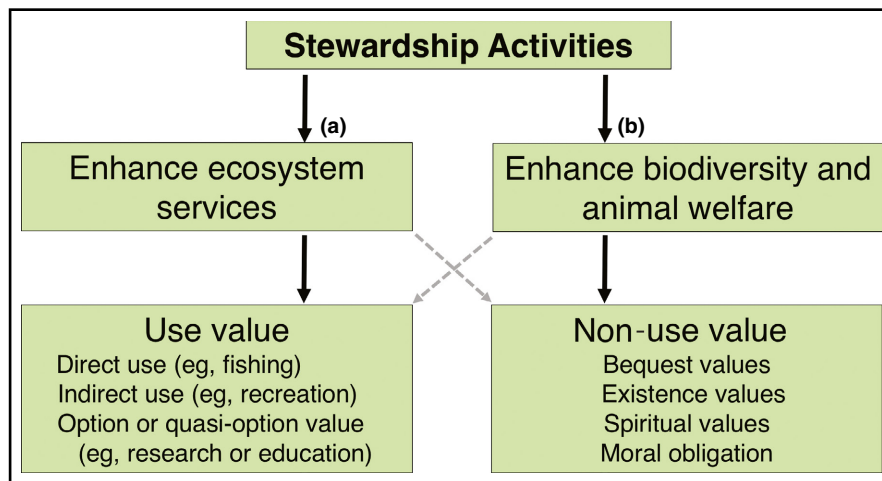 Stewardship Activities
(a)
(b)
Enhance ecosystem
services
Enhance biodiversity and
animal welfare
Use value
Direct use (eg, fishing)
Indirect use (eg, recreation)
Option or quasi-option value
(eg, research or education)
Non-use value
Bequest values
Existence values
Spiritual values
Moral obligation